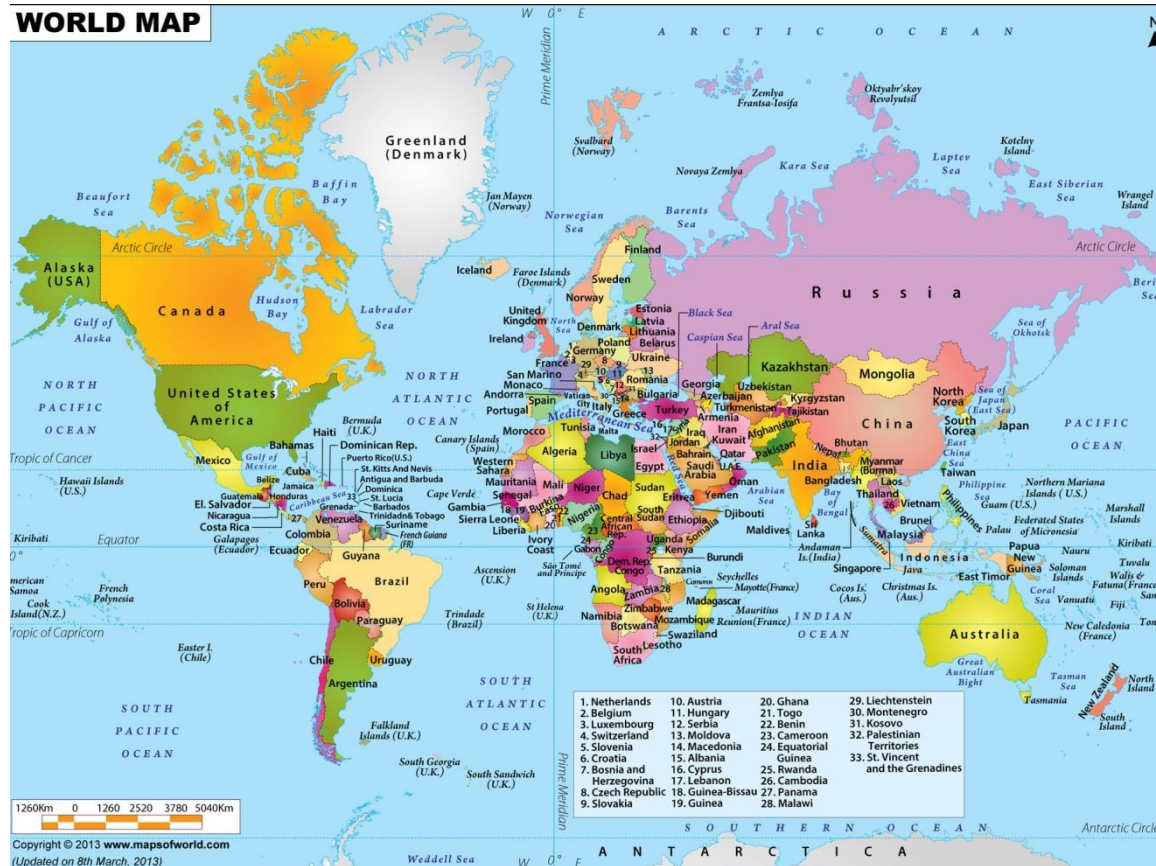 WORLD MAP
W 0° E
Prime Meridian
N
ARCTIC OCEAN
Zemlya
Frantsa-Iosifa
Oktyabr'skoy
Revolyutsil
Greenland
(Denmark)
Svalbard
(Norway)
Kotelny
Island
Kara Sea
Laptev
Sea
Novaya Zemlya
Beaufort
Sea
Baffin
Bay
Jan Mayen
(Norway)
East Siberian
Sea
Wrangel
Island
Norwegian
Sea
Barents
Sea
Arctic Circle
Arctic Circle
Finland
Alaska
(USA)
Iceland
Faroe Islands
(Denmark)
Sweden
Russia
Canada
Hudson
Bay
Labrador
Sea
Norway
Gulf of
Alaska
United
Kingdom
North
Sea
Estonia
Latvia
Lithuania
Denmark
Belarus
Black Sea
Aral Sea
Caspian Sea
Sea of
Okhotsk
Ireland
Poland
Germany
Ukraine
Kazakhstan
Mongolia
France
San Marino
Monaco
Andorra
Vatican
City
Italy
Romania
Bulgaria
Georgia
Uzbekistan
Azerbaijan
Kyrgyzstan
Turkmenistan
Tajikistan
Armenia
North
Korea
Sea of
Japan
(East Sea)
South
Korea
Japan
China
NORTH
PACIFIC
OCEAN
United States
of
America
NORTH
ATLANTIC
OCEAN
Spain
Portugal
Greece
Turkey
Mediterranean Sea
Malta
Tunisia
Morocco
Syria
Iraq
Iran
Afghanistan
Israel
Jordan
Kuwait
Bahrain
Qatar
Pakistan
Nepal
Bhutan
East
China
Sea
PACIFIC
OCEAN
Bermuda
(U.K.)
Canary Islands
(Spain)
Algeria
Libya
Egypt
Saudi
Arabia
U.A.E.
Oman
India
Bangladesh
Myanmar
(Burma)
Laos
Taiwan
Tropic of Cancer
Tropic of Cancer
Mexico
Gulf of
Mexico
Bahamas
Haiti
Dominican Rep.
Puerto Rico(U.S.)
St. Kitts And Nevis
Antigua and Barbuda
Western
Sahara
Mauritania
Hawaii Islands
(U.S.)
Cuba
Belize
Jamaica
Dominica
St. Lucia
Barbados
Grenada
Trinidad& Tobago
Caribbean Sea
Guatemala
Honduras
El. Salvador
Nicaragua
Costa Rica
Cape Verde
Senegal
Gambia
Sierra Leone
Liberia
Ivory
Coast
Mali
Niger
Burkina
Faso
Nigeria
Chad
Sudan
Eritrea
Yemen
Djibouti
Arabian
Sea
Bay
of
Bengal
Thailand
Vietnam
Philippines
Philippine
Sea
Northern Mariana
Islands ( U.S.)
Guam (U.S.)
Marshall
Islands
Palau
Federated States
of Micronesia
Venezuela
Suriname
French Guiana
(FR)
Colombia
Guyana
Central
African
Rep.
South
Sudan
Ethiopia
Somalia
Maldives
Sri
Lanka
Andaman
Is.(India)
Brunei
Malaysia
Singapore
Sumatra
Kiribati
Galapagos
(Ecuador)
Equator
Ecuador
São Tomé
and Principe
Gabon
Congo
Dem. Rep.
Congo
Uganda
Kenya
Burundi
Tanzania
Seychelles
Comoros
Mayotte(France)
Indonesia
Java
East Timor
Papua
New
Guinea
Nauru
Kiribati
Solomon
Islands
Tuvalu
Walis &
Fatuna(France)
Peru
Brazil
Ascension
(U.K.)
Angola
Zambia
Zimbabwe
Mozambique
Madagascar
Mauritius
Reunion(France)
Cocos Is.
(Aus.)
Christmas Is.
(Aus.)
Coral
Sea
Vanuatu
Fiji
New Caledonia
(France)
American
Samoa
Cook
Island(N.Z.)
French
Polynesia
Bolivia
Paraguay
Trindade
(Brazil)
St Helena
(U.K.)
Namibia
Botswana
Swaziland
Lesotho
South
Africa
INDIAN
OCEAN
Australia
Tropic of Capricorn
Easter I.
(Chile)
Chile
Uruguay
Argentina
Great
Australian
Bight
Tasman
Sea
Tasmania
New Zealand
North
Island
South
Island
SOUTH
PACIFIC
OCEAN
SOUTH
ATLANTIC
OCEAN
Falkland
Islands (U.K.)
South Georgia
(U.K.)
South Sandwich
(U.K.)
1. Netherlands
2. Belgium
3. Luxembourg
4. Switzerland
5. Slovenia
6. Croatia
7. Bosnia and
Herzegovina
8. Czech Republic
9. Slovakia
10. Austria
11. Hungary
12. Serbia
13. Moldova
14. Macedonia
15. Albania
16. Cyprus
17. Lebanon
18. Guinea-Bissau
19. Guinea
20. Ghana
21. Togo
22. Benin
23. Cameroon
24. Equatorial
Guinea
25. Rwanda
26. Cambodia
27. Panama
28. Malawi
29. Liechtenstein
30. Montenegro
31. Kosovo
32. Palestinian
Territories
33. St. Vincent
and the Grenadines
1260Km 0 1260 2520 3780 5040Km
Prime Meridian
SOUTHERN OCEAN
Antarctic Circle
Copyright © 2013 www.mapsofworld.com
(Updated on 8th March, 2013)
Weddell Sea
W 0° E
ANTARCTICA